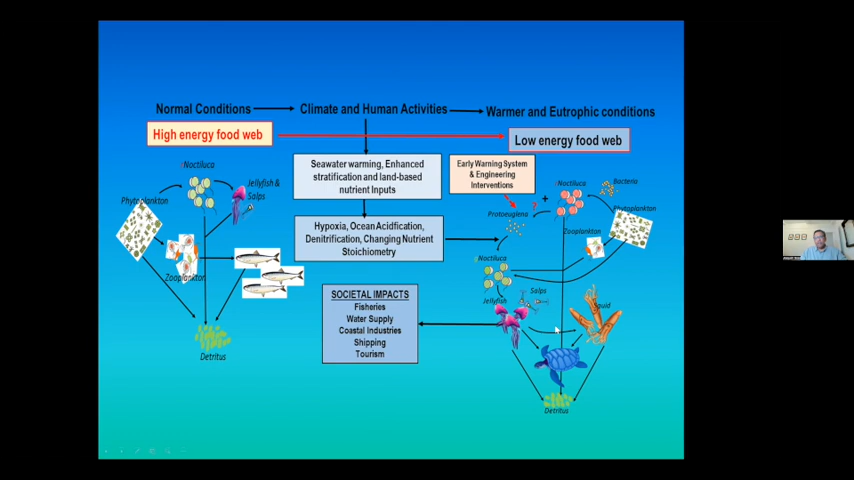 Normal Conditions
Climate and Human Activities
Warmer and Eutrophic conditions
High energy food web
Low energy food web
Seawater warming, Enhanced
stratification and land-based
nutrient Inputs
Early Warning System
& Engineering
Interventions
Hypoxia, Ocean Acidification,
Denitrification, Changing Nutrient
Stoichiometry
SOCIETAL IMPACTS
Fisheries
Water Supply
Coastal Industries
Shipping
Tourism
Noctiluca
Jellyfish &
Salps
Phytoplankton
Zooplankton
Detritus
Noctiluca
Bacteria
?
+
Protoeuglena
Phytoplankton
Zooplankton
Noctiluca
Salps
Jellyfish
Squid
Detritus